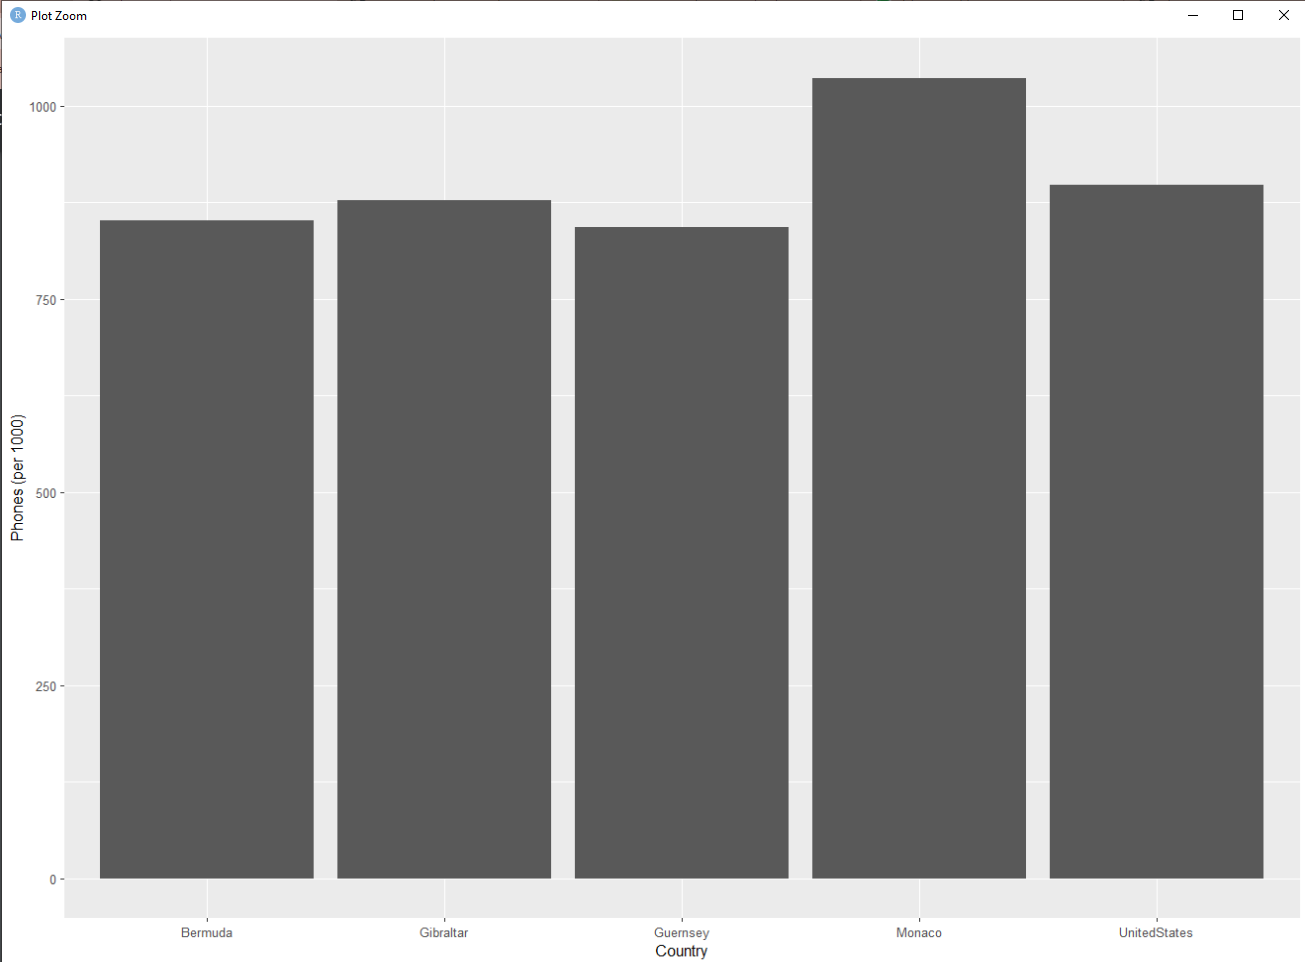 R Plot Zoom
1000
750
500
250
0
Phones (per 1000)
Bermuda Gibraltar Guernsey Monaco UnitedStates
Country